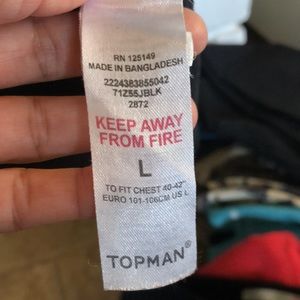 RN 125149
MADE IN BANGLADESH
2224383855042
71Z55JBLK
2872
KEEP AWAY
FROM FIRE
L
TO FIT CHEST 40-42"
EURO 101-106CM US L
TOPMAN®